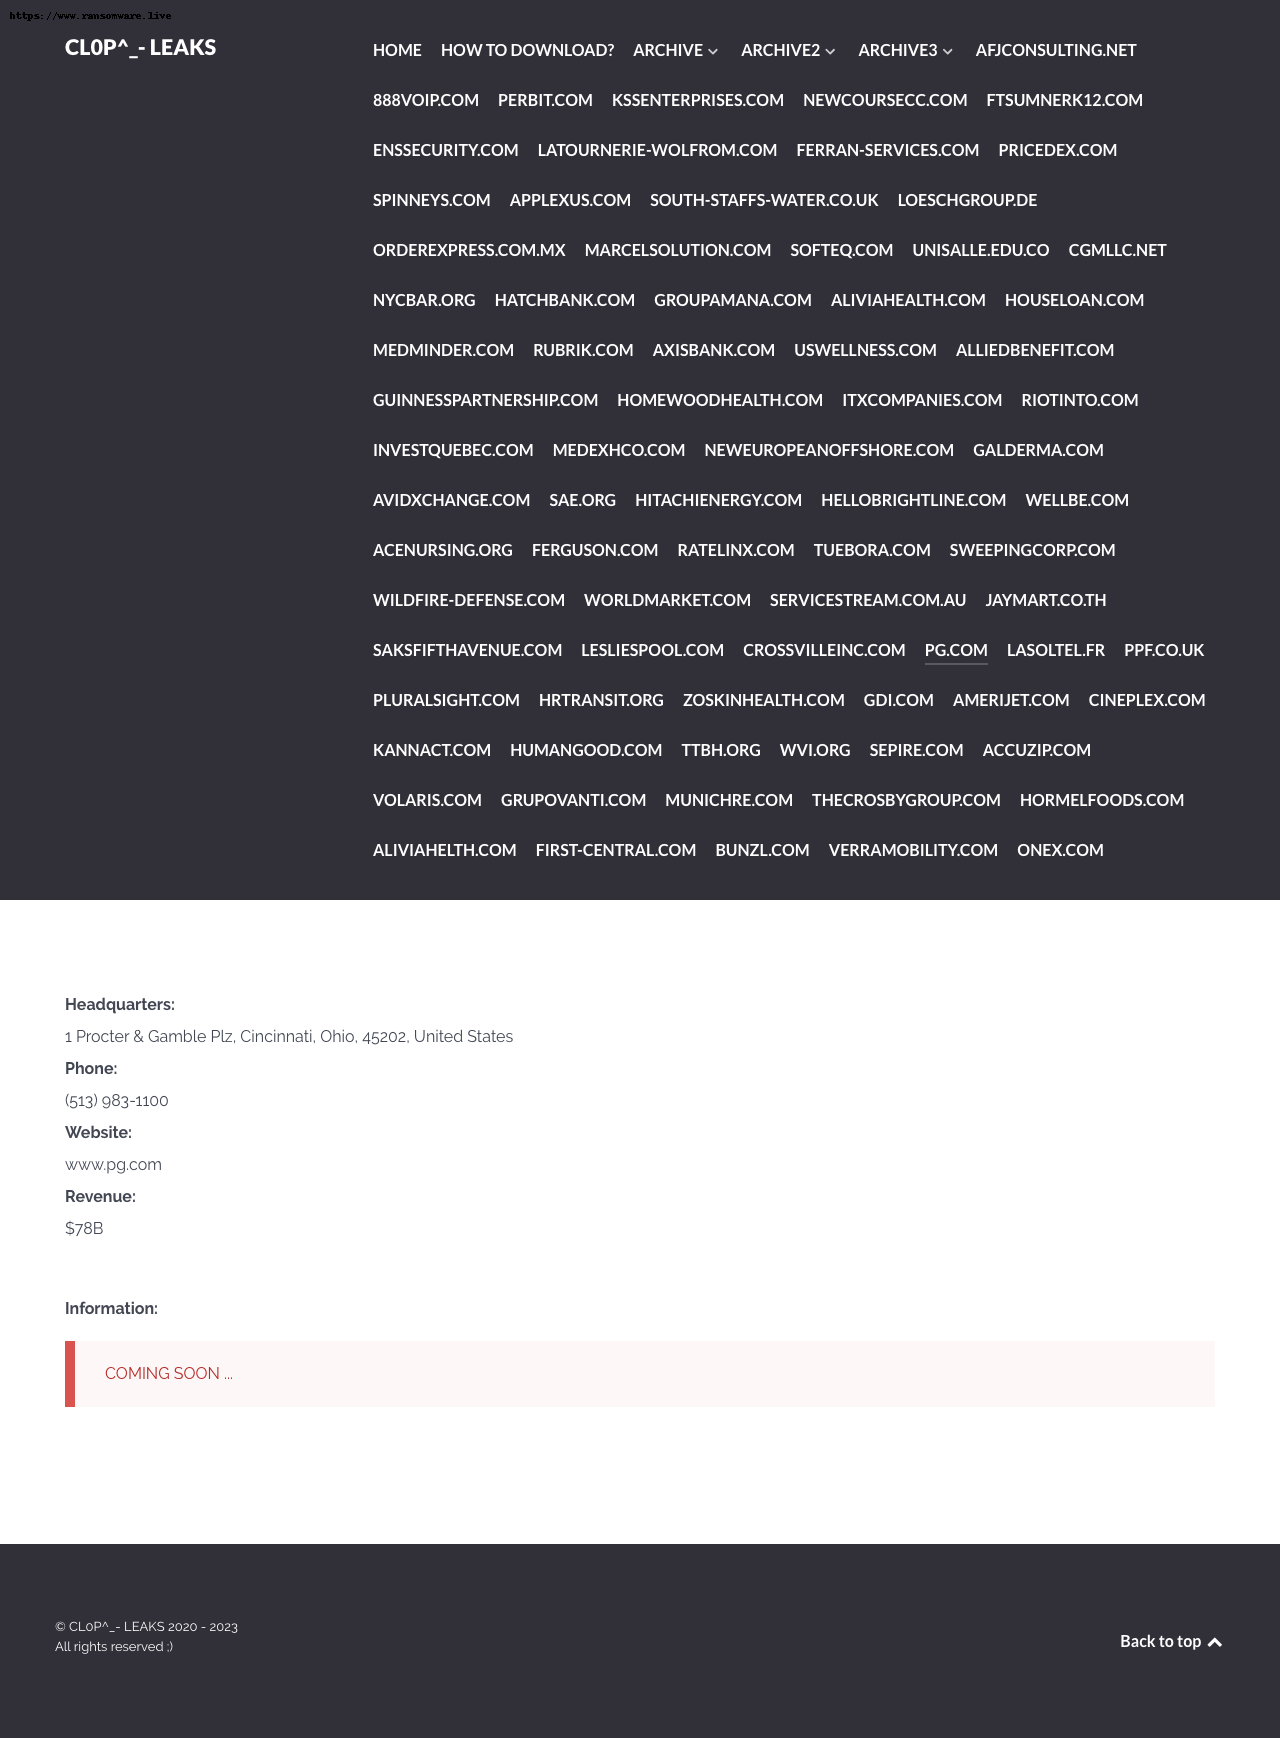 https://www.ransomware.live
CL0P^_- LEAKS
HOME HOW TO DOWNLOAD? ARCHIVE ARCHIVE2 ARCHIVE3 AFJCONSULTING.NET
888VOIP.COM PERBIT.COM KSSENTERPRISES.COM NEWCOURSECC.COM FTSUMNERK12.COM
ENSSECURITY.COM LATOURNERIE-WOLFROM.COM FERRAN-SERVICES.COM PRICEDEX.COM
SPINNEYS.COM APPLEXUS.COM SOUTH-STAFFS-WATER.CO.UK LOESCHGROUP.DE
ORDEREXPRESS.COM.MX MARCELSOLUTION.COM SOFTEQ.COM UNISALLE.EDU.CO CGMLLC.NET
NYCBAR.ORG HATCHBANK.COM GROUPAMANA.COM ALIVIAHEALTH.COM HOUSELOAN.COM
MEDMINDER.COM RUBRIK.COM AXISBANK.COM USWELLNESS.COM ALLIEDBENEFIT.COM
GUINNESSPARTNERSHIP.COM HOMEWOODHEALTH.COM ITXCOMPANIES.COM RIOTINTO.COM
INVESTQUEBEC.COM MEDEXHCO.COM NEWEUROPEANOFFSHORE.COM GALDERMA.COM
AVIDXCHANGE.COM SAE.ORG HITACHIENERGY.COM HELLOBRIGHTLINE.COM WELLBE.COM
ACENURSING.ORG FERGUSON.COM RATELINX.COM TUEBORA.COM SWEEPINGCORP.COM
WILDFIRE-DEFENSE.COM WORLDMARKET.COM SERVICESTREAM.COM.AU JAYMART.CO.TH
SAKSFIFTHAVENUE.COM LESLIESPOOL.COM CROSSVILLEINC.COM PG.COM LASOLTEL.FR PPF.CO.UK
PLURALSIGHT.COM HRTRANSIT.ORG ZOSKINHEALTH.COM GDI.COM AMERIJET.COM CINEPLEX.COM
KANNACT.COM HUMANGOOD.COM TTBH.ORG WVI.ORG SEPIRE.COM ACCUZIP.COM
VOLARIS.COM GRUPOVANTI.COM MUNICHRE.COM THECROSBYGROUP.COM HORMELFOODS.COM
ALIVIAHELTH.COM FIRST-CENTRAL.COM BUNZL.COM VERRAMOBILITY.COM ONEX.COM
Headquarters:
1 Procter & Gamble Plz, Cincinnati, Ohio, 45202, United States
Phone:
(513) 983-1100
Website:
www.pg.com
Revenue:
$78B
Information:
COMING SOON ...
© CL0P^_- LEAKS 2020 - 2023
All rights reserved ;)
Back to top